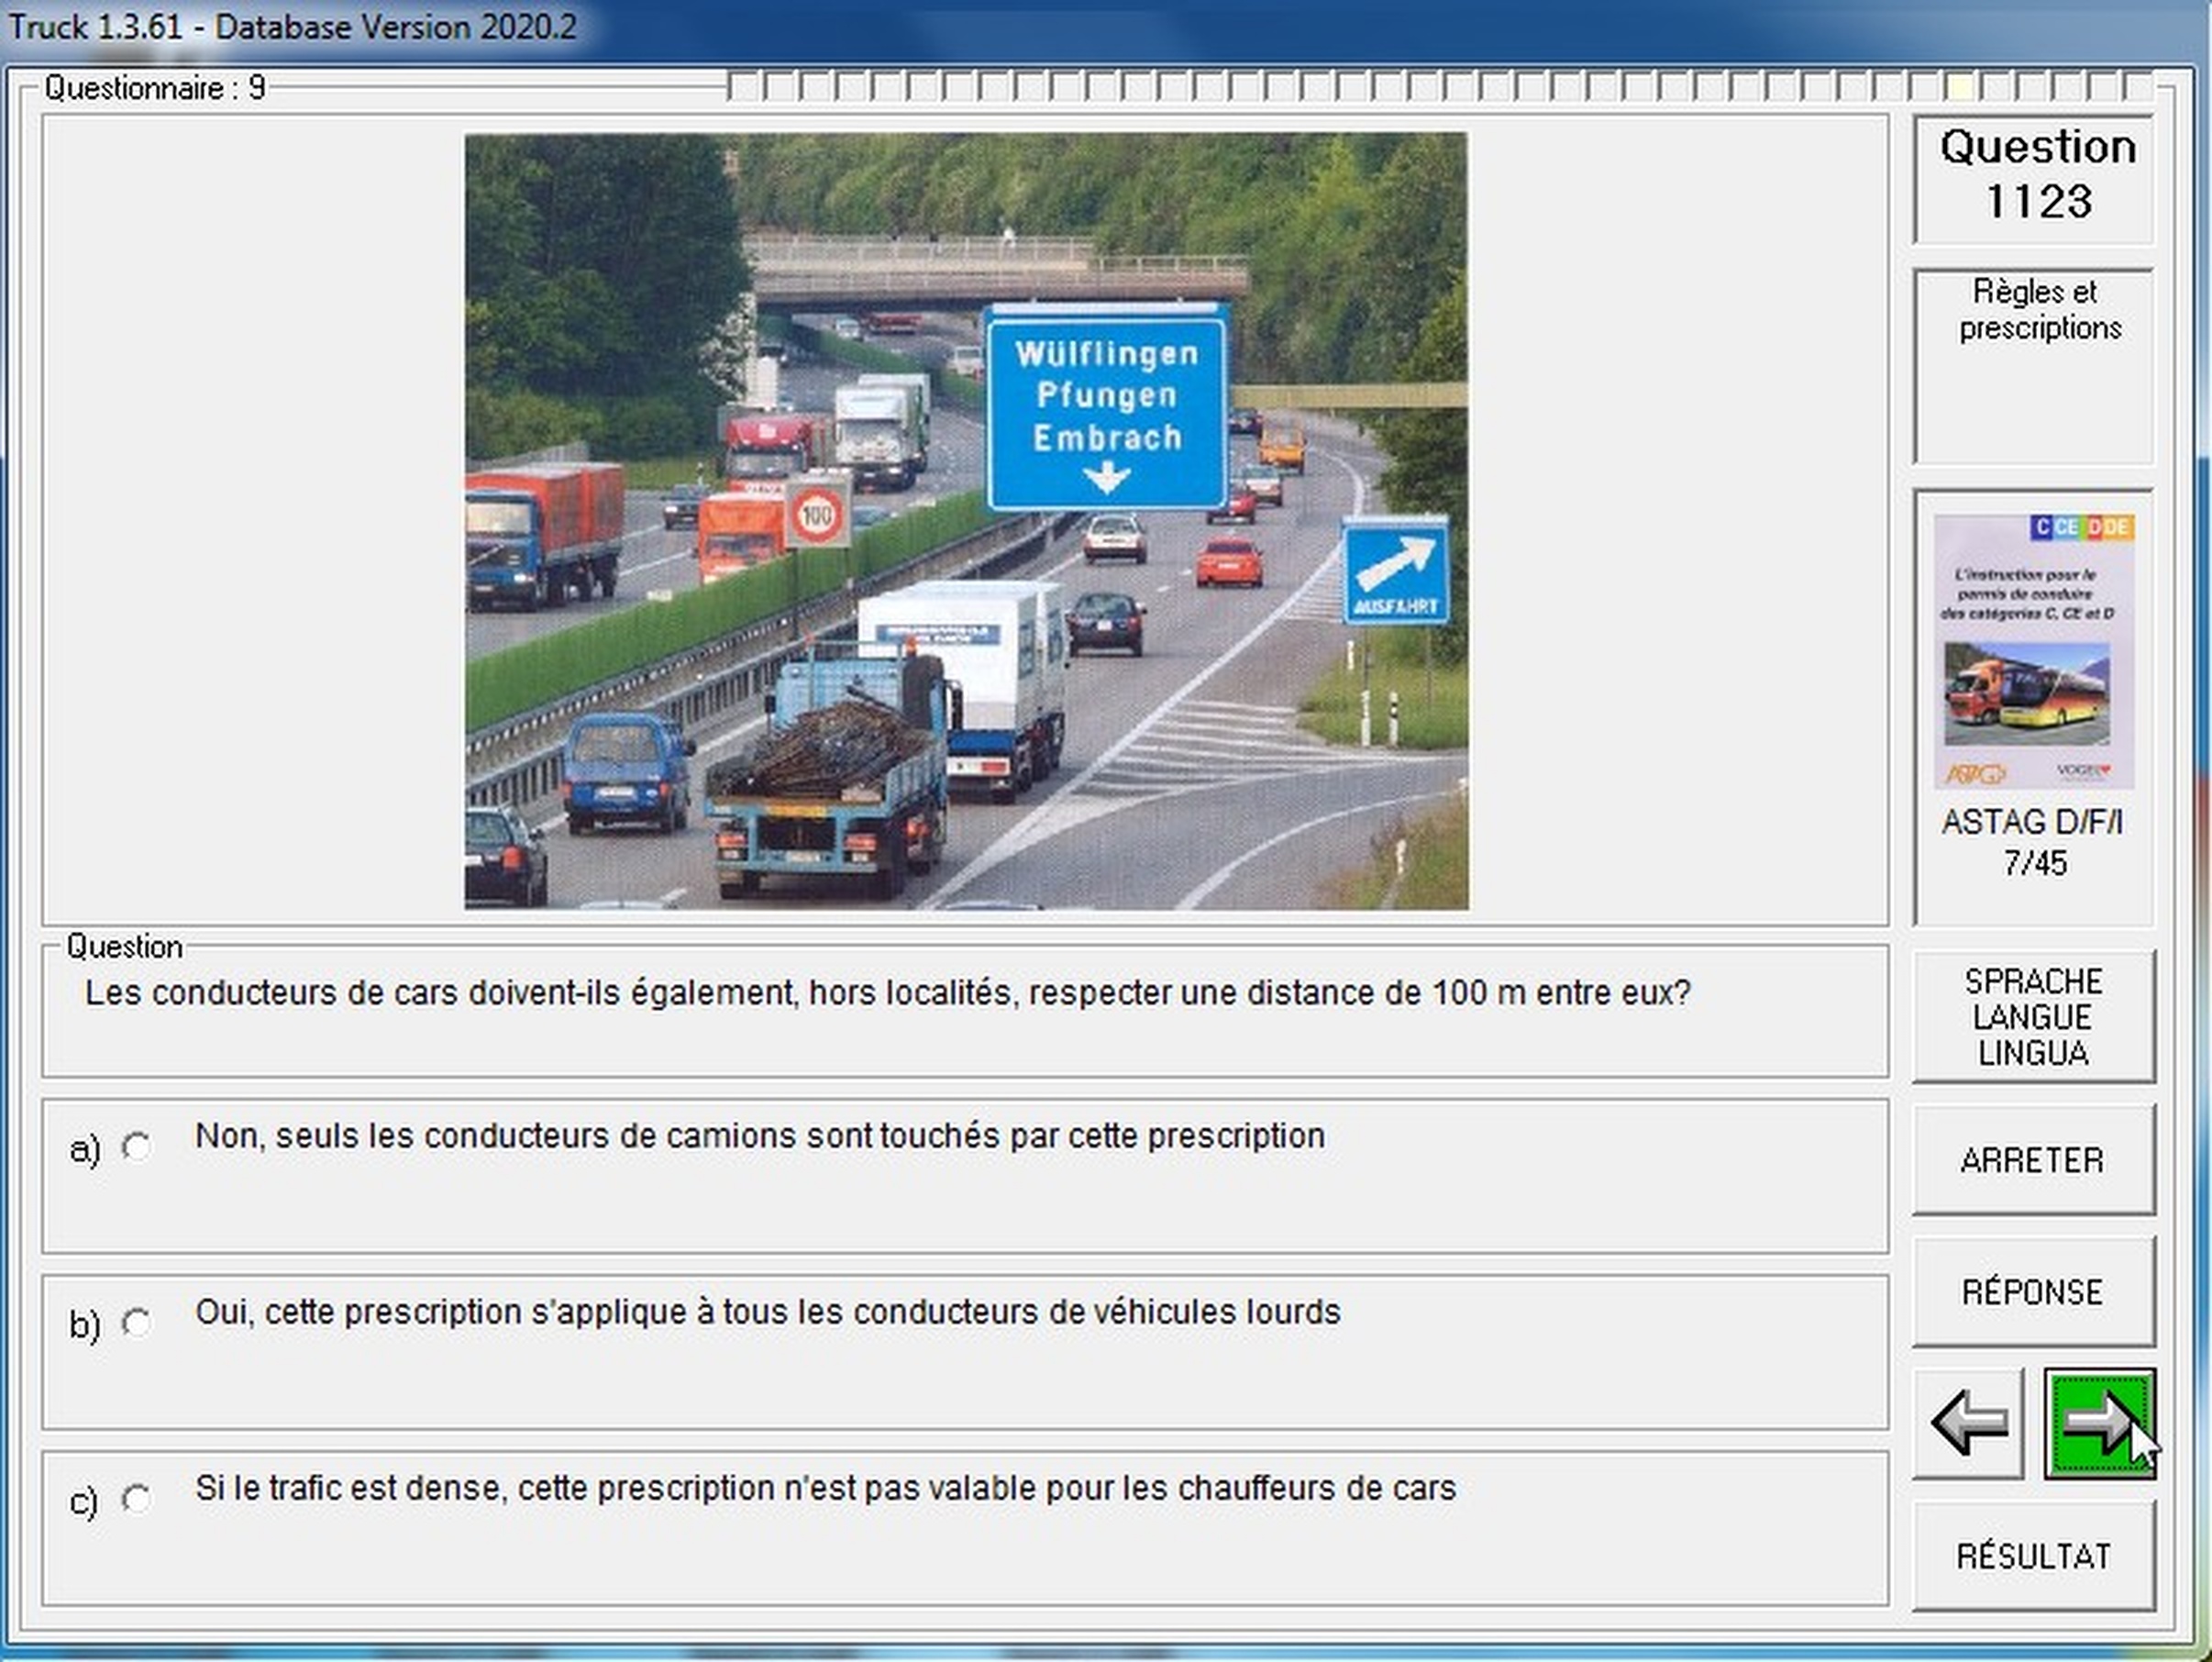 Truck 1.3.61 - Database Version 2020.2
Questionnaire : 9
Wülflingen
Pfungen
Embrach
100
AUSFAHRT
Question
1123
Règles et
prescriptions
C CE D DE
L'instruction pour le
permis de conduire
des catégories C, CE et D
ASTAG
VOGEL
ASTAG D/F/I
7/45
Question
Les conducteurs de cars doivent-ils également, hors localités, respecter une distance de 100 m entre eux?
a) Non, seuls les conducteurs de camions sont touchés par cette prescription
b) Oui, cette prescription s'applique à tous les conducteurs de véhicules lourds
c) Si le trafic est dense, cette prescription n'est pas valable pour les chauffeurs de cars
SPRACHE
LANGUE
LINGUA
ARRETER
RÉPONSE
RÉSULTAT